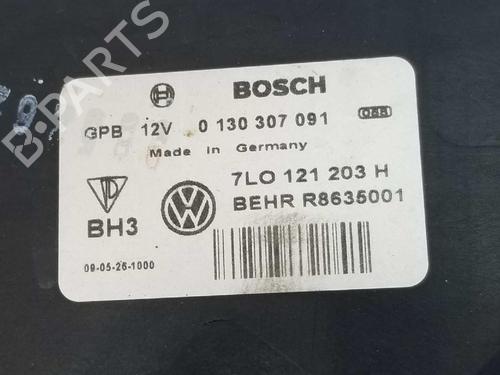 BOSCH
GPB 12V 0 130 307 091
Made in Germany
7L0 121 203 H
BEHR R8635001
BH3
09-05-26-1000
B-PARTS